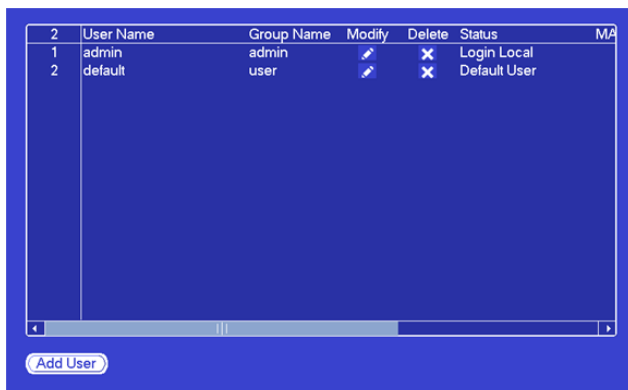 2 User Name Group Name Modify Delete Status MA
1 admin admin Login Local
2 default user Default User
Add User